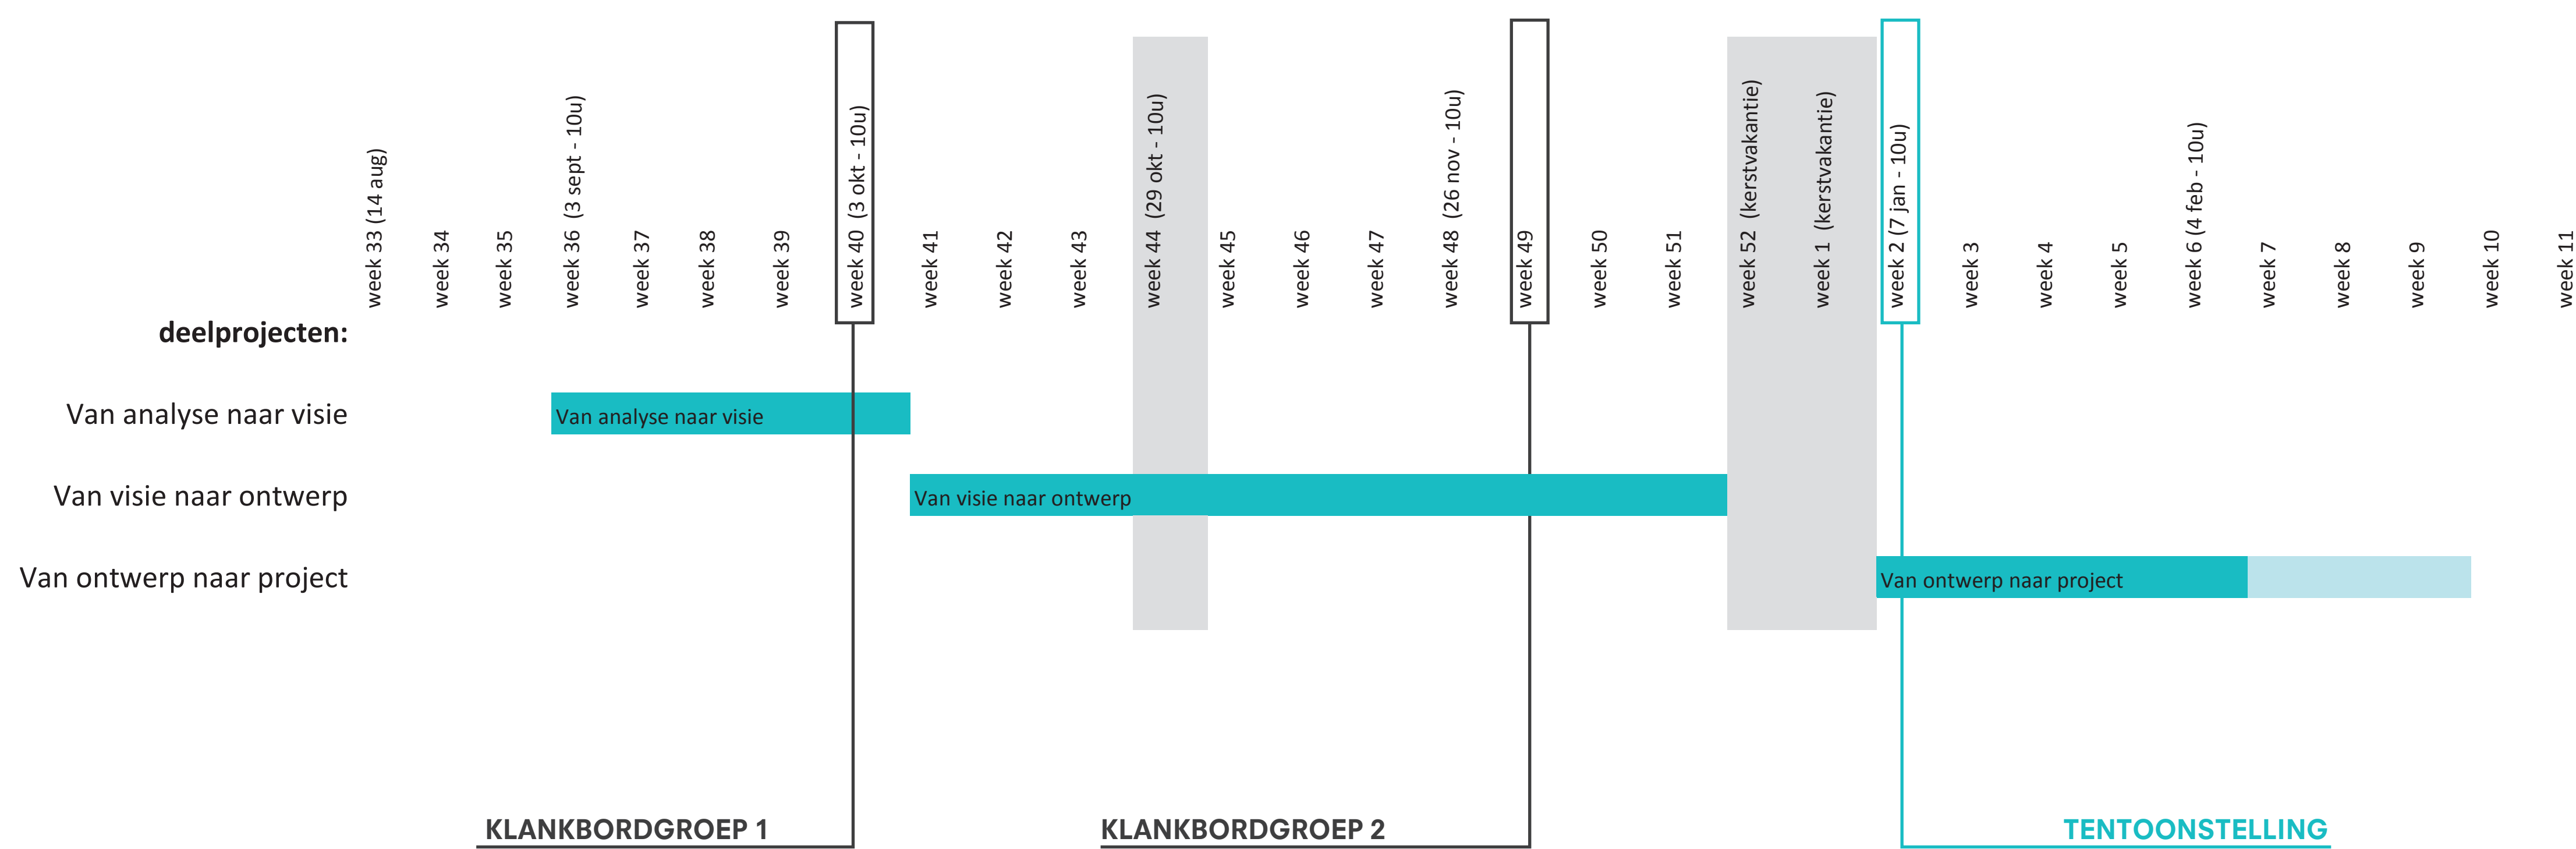 week 33 (14 aug)
week 34
week 35
week 36 (3 sept - 10u)
week 37
week 38
week 39
week 40 (3 okt - 10u)
week 41
week 42
week 43
week 44 (29 okt - 10u)
week 45
week 46
week 47
week 48 (26 nov - 10u)
week 49
week 50
week 51
week 52 (kerstvakantie)
week 1 (kerstvakantie)
week 2 (7 jan - 10u)
week 3
week 4
week 5
week 6 (4 feb - 10u)
week 7
week 8
week 9
week 10
week 11
deelprojecten:
Van analyse naar visie
Van analyse naar visie
Van visie naar ontwerp
Van visie naar ontwerp
Van ontwerp naar project
Van ontwerp naar project
KLANKBORDGROEP 1
KLANKBORDGROEP 2
TENTOONSTELLING